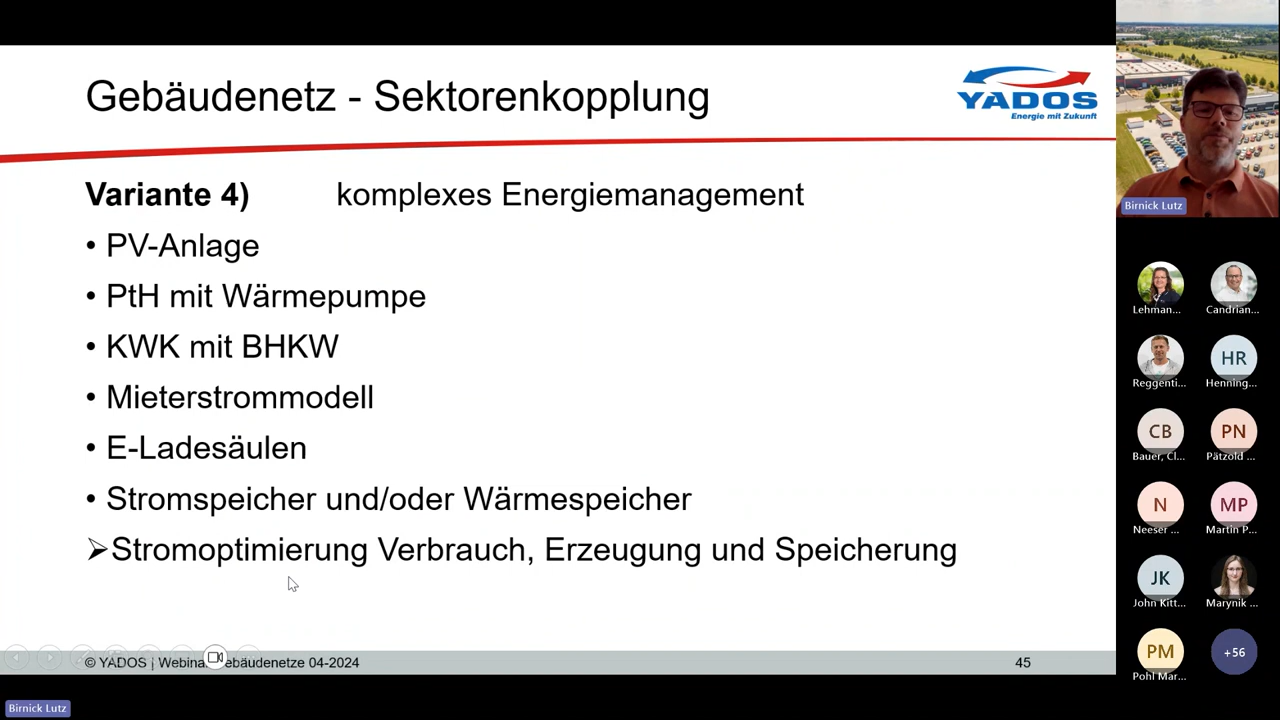 Gebäudenetz - Sektorenkopplung
YADOS
Energie mit Zukunft
Variante 4) komplexes Energiemanagement
• PV-Anlage
• PtH mit Wärmepumpe
• KWK mit BHKW
• Mieterstrommodell
• E-Ladesäulen
• Stromspeicher und/oder Wärmespeicher
➢Stromoptimierung Verbrauch, Erzeugung und Speicherung
© YADOS | Webinar Gebäudenetze 04-2024
45
Birnick Lutz
Birnick Lutz
Lehman... Candrian...
HR
Reggenti... Henning...
CB PN
Bauer, Cl... Pätzold ...
N MP
Neeser ... Martin P...
JK
John Kitt... Marynik ...
PM +56
Pohl Mar...